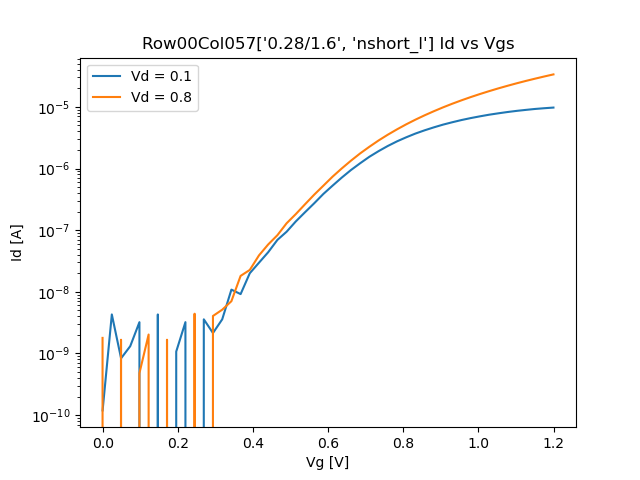 Row00Col057['0.28/1.6', 'nshort_l'] Id vs Vgs
Vd = 0.1
Vd = 0.8
Id [A]
10⁻⁵
10⁻⁶
10⁻⁷
10⁻⁸
10⁻⁹
10⁻¹⁰
0.0 0.2 0.4 0.6 0.8 1.0 1.2
Vg [V]